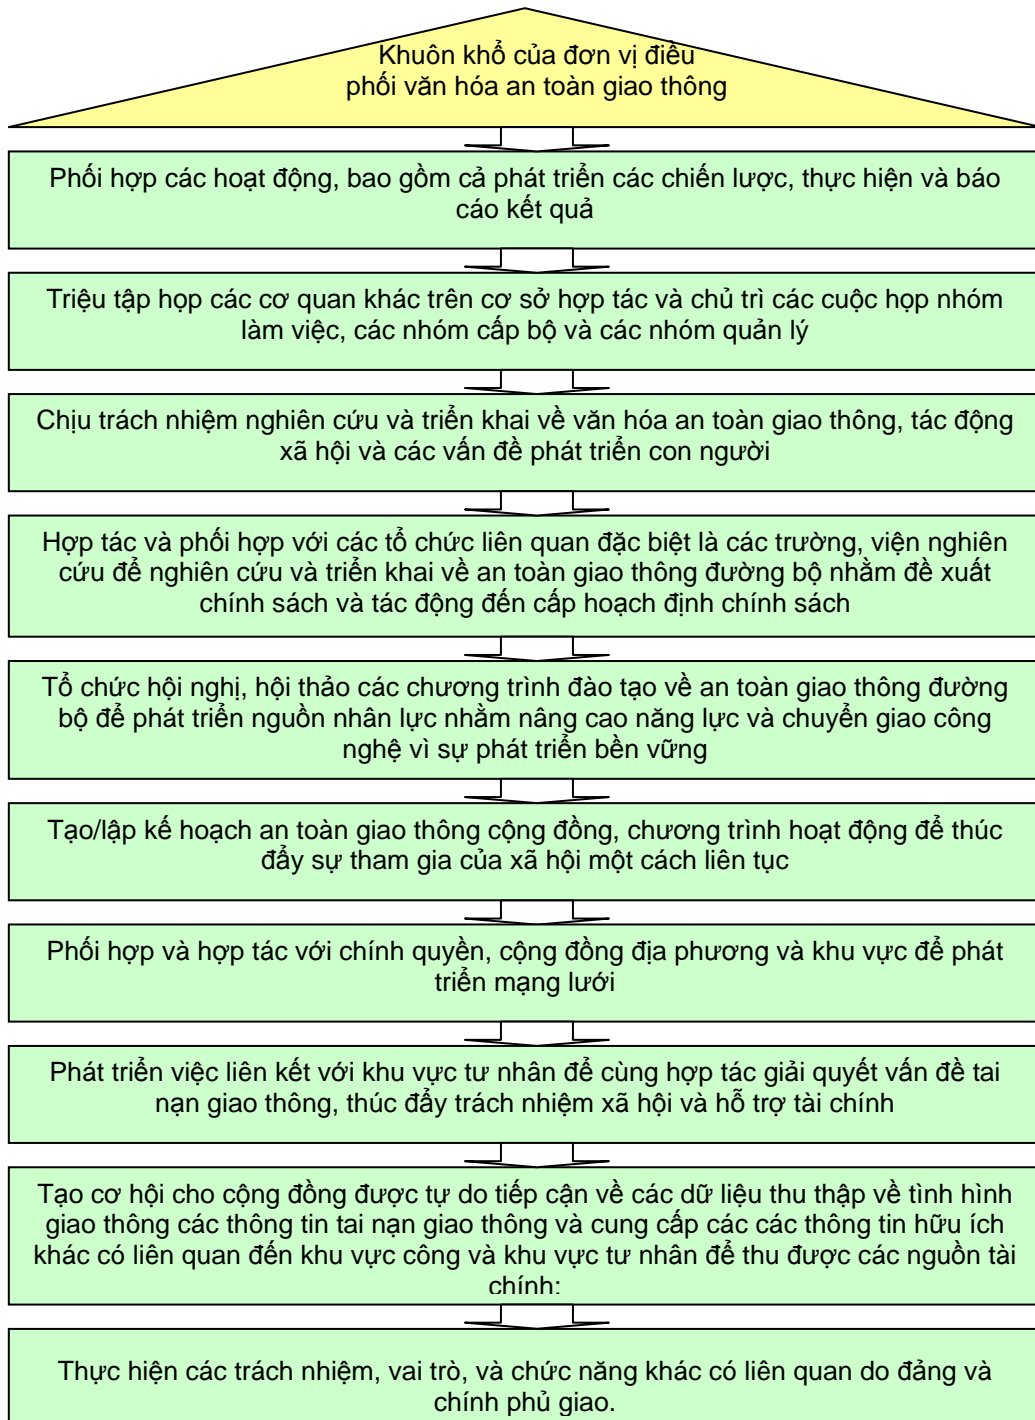 Khuôn khổ của đơn vị điều
phối văn hóa an toàn giao thông
Phối hợp các hoạt động, bao gồm cả phát triển các chiến lược, thực hiện và báo
cáo kết quả
Triệu tập họp các cơ quan khác trên cơ sở hợp tác và chủ trì các cuộc họp nhóm
làm việc, các nhóm cấp bộ và các nhóm quản lý
Chịu trách nhiệm nghiên cứu và triển khai về văn hóa an toàn giao thông, tác động
xã hội và các vấn đề phát triển con người
Hợp tác và phối hợp với các tổ chức liên quan đặc biệt là các trường, viện nghiên
cứu để nghiên cứu và triển khai về an toàn giao thông đường bộ nhằm đề xuất
chính sách và tác động đến cấp hoạch định chính sách
Tổ chức hội nghị, hội thảo các chương trình đào tạo về an toàn giao thông đường
bộ để phát triển nguồn nhân lực nhằm nâng cao năng lực và chuyển giao công
nghệ vì sự phát triển bền vững
Tạo/lập kế hoạch an toàn giao thông cộng đồng, chương trình hoạt động để thúc
đẩy sự tham gia của xã hội một cách liên tục
Phối hợp và hợp tác với chính quyền, cộng đồng địa phương và khu vực để phát
triển mạng lưới
Phát triển việc liên kết với khu vực tư nhân để cùng hợp tác giải quyết vấn đề tai
nạn giao thông, thúc đẩy trách nhiệm xã hội và hỗ trợ tài chính
Tạo cơ hội cho cộng đồng được tự do tiếp cận về các dữ liệu thu thập về tình hình
giao thông các thông tin tai nạn giao thông và cung cấp các các thông tin hữu ích
khác có liên quan đến khu vực công và khu vực tư nhân để thu được các nguồn tài
chính:
Thực hiện các trách nhiệm, vai trò, và chức năng khác có liên quan do đảng và
chính phủ giao.